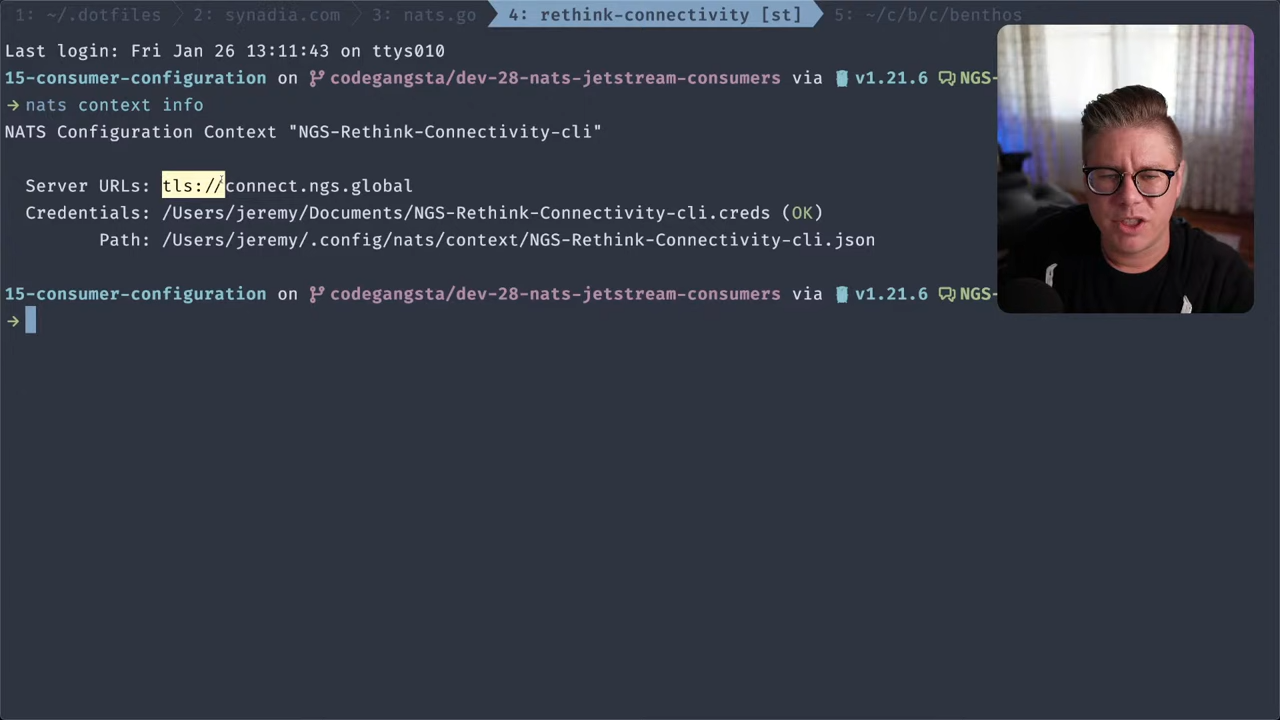 1: ~/.dotfiles 2: synadia.com 3: nats.go 4: rethink-connectivity [st] 5: ~/c/b/c/benthos
Last login: Fri Jan 26 13:11:43 on ttys010
15-consumer-configuration on codegangsta/dev-28-nats-jetstream-consumers via v1.21.6 NGS-
→ nats context info
NATS Configuration Context "NGS-Rethink-Connectivity-cli"
Server URLs: tls://connect.ngs.global
Credentials: /Users/jeremy/Documents/NGS-Rethink-Connectivity-cli.creds (OK)
Path: /Users/jeremy/.config/nats/context/NGS-Rethink-Connectivity-cli.json
15-consumer-configuration on codegangsta/dev-28-nats-jetstream-consumers via v1.21.6 NGS-
→